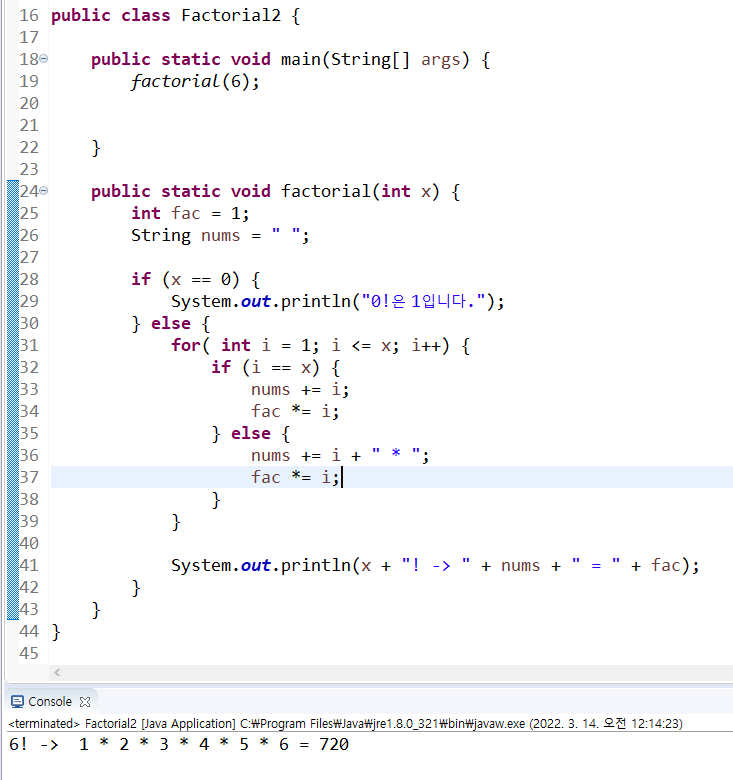 16 public class Factorial2 {
17
18 public static void main(String[] args) {
19 factorial(6);
20
21
22 }
23
24 public static void factorial(int x) {
25 int fac = 1;
26 String nums = " ";
27
28 if (x == 0) {
29 System.out.println("0!은 1입니다.");
30 } else {
31 for( int i = 1; i <= x; i++) {
32 if (i == x) {
33 nums += i;
34 fac *= i;
35 } else {
36 nums += i + " * ";
37 fac *= i;
38 }
39 }
40
41 System.out.println(x + "! -> " + nums + " = " + fac);
42 }
43 }
44 }
45
Console
<terminated> Factorial2 [Java Application] C:₩Program Files₩Java₩jre1.8.0_321₩bin₩javaw.exe (2022. 3. 14. 오전 12:14:23)
6! ->  1 * 2 * 3 * 4 * 5 * 6 = 720